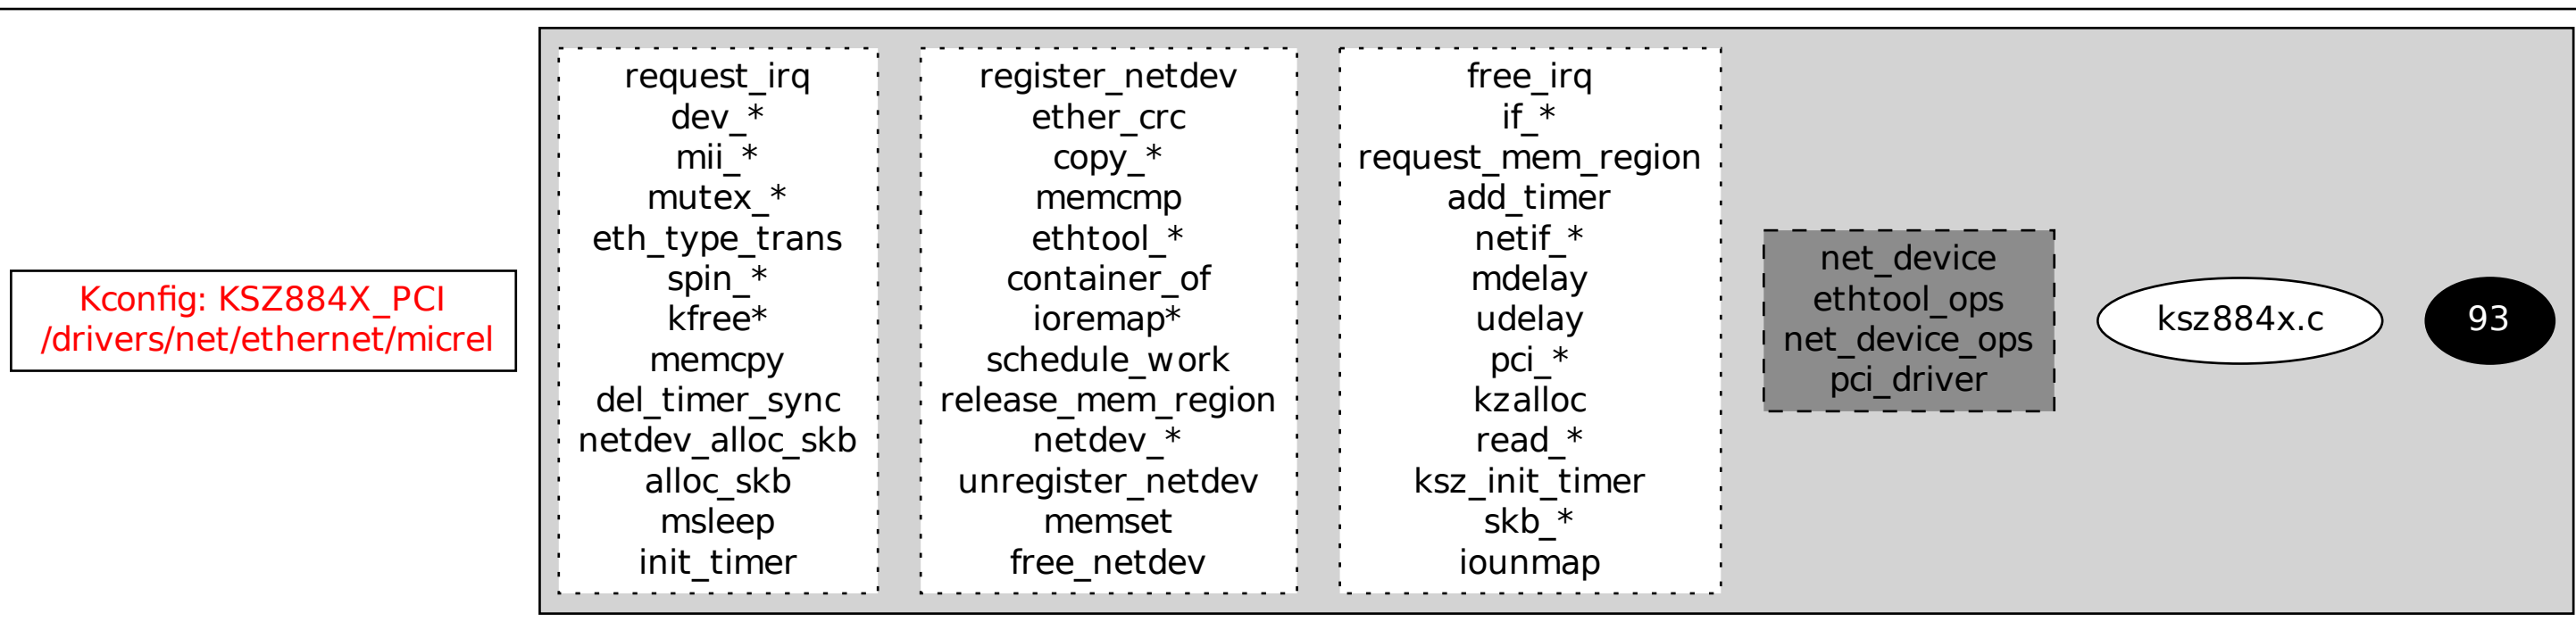 Kconfig: KSZ884X_PCI
/drivers/net/ethernet/micrel
request_irq
dev_*
mii_*
mutex_*
eth_type_trans
spin_*
kfree*
memcpy
del_timer_sync
netdev_alloc_skb
alloc_skb
msleep
init_timer
register_netdev
ether_crc
copy_*
memcmp
ethtool_*
container_of
ioremap*
schedule_work
release_mem_region
netdev_*
unregister_netdev
memset
free_netdev
free_irq
if_*
request_mem_region
add_timer
netif_*
mdelay
udelay
pci_*
kzalloc
read_*
ksz_init_timer
skb_*
iounmap
net_device
ethtool_ops
net_device_ops
pci_driver
ksz884x.c
93